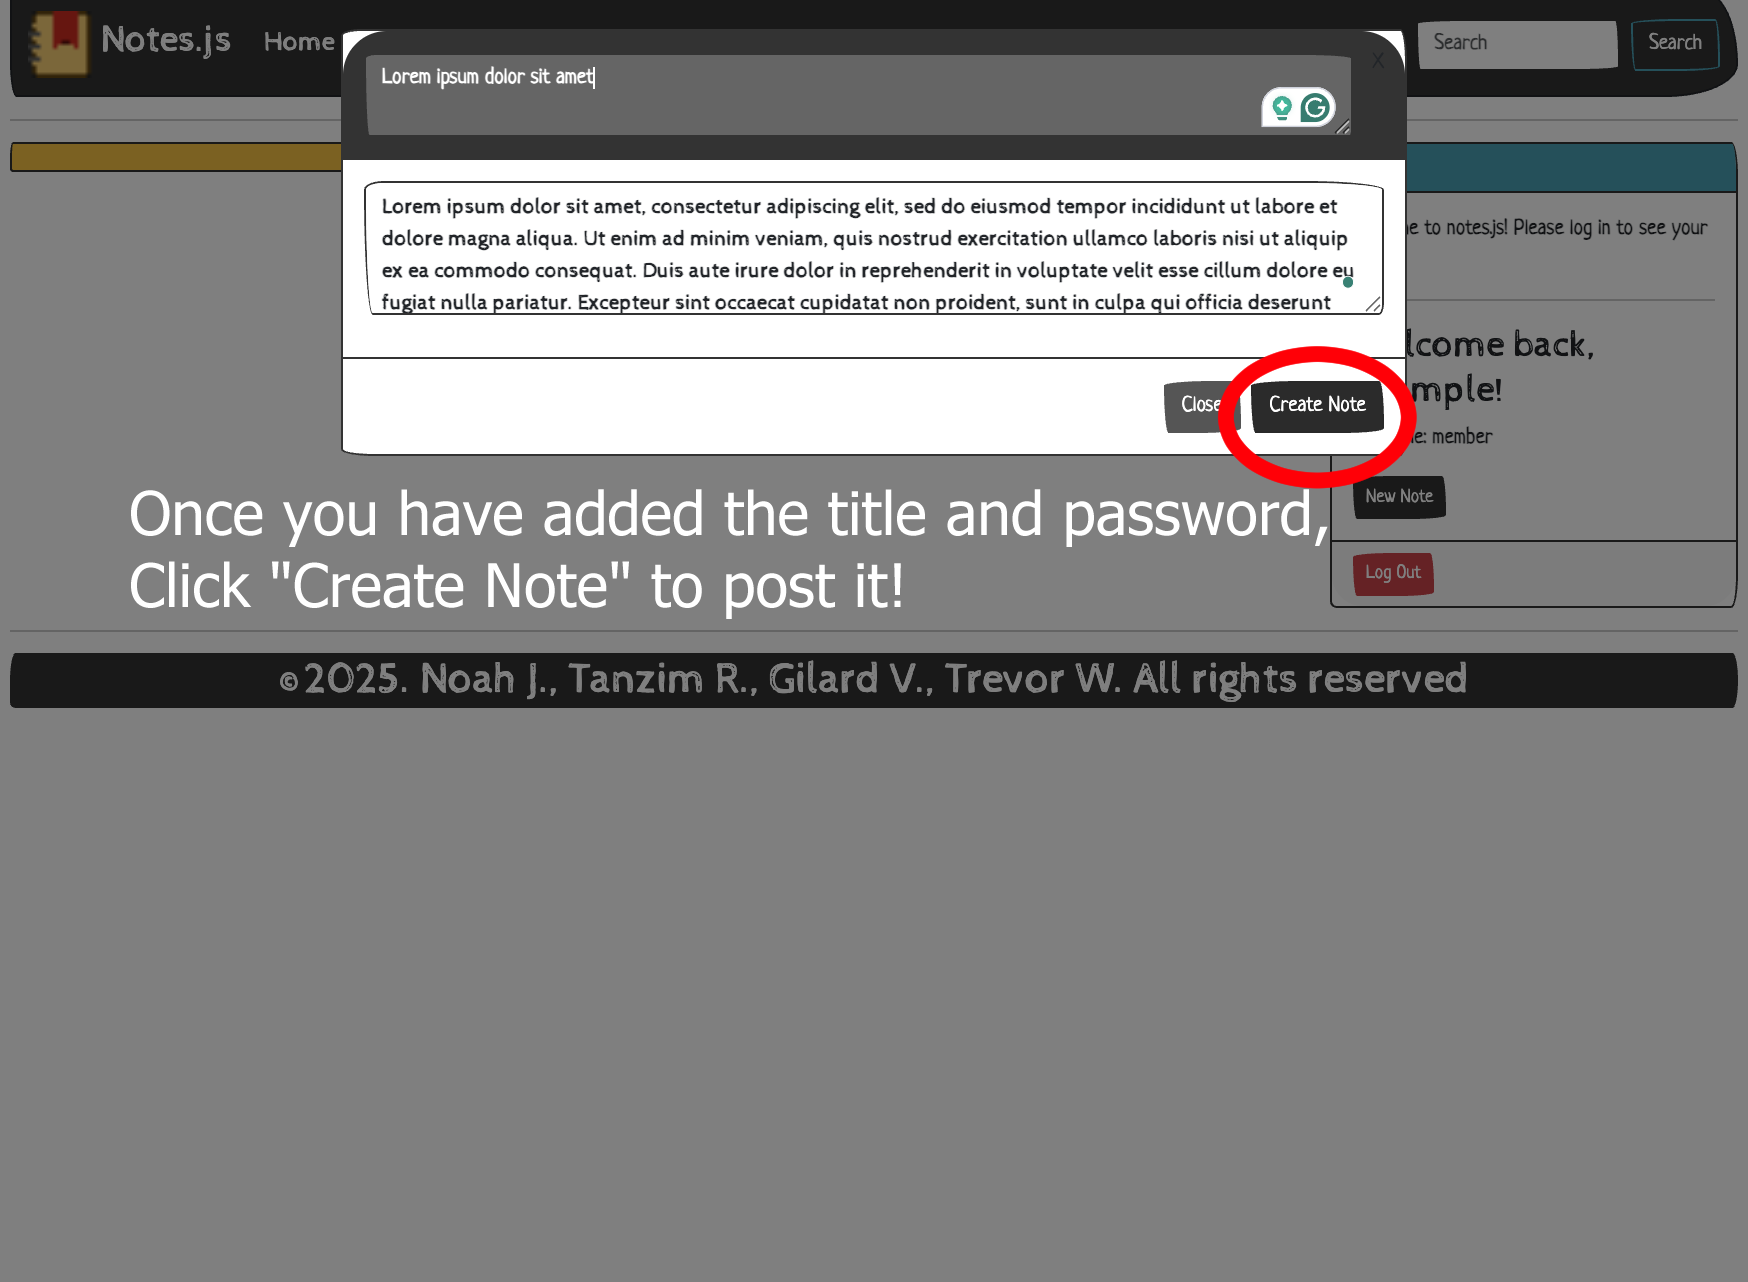 Notes.js Home
Search
Search
Lorem ipsum dolor sit amet
X
Lorem ipsum dolor sit amet, consectetur adipiscing elit, sed do eiusmod tempor incididunt ut labore et
dolore magna aliqua. Ut enim ad minim veniam, quis nostrud exercitation ullamco laboris nisi ut aliquip
ex ea commodo consequat. Duis aute irure dolor in reprehenderit in voluptate velit esse cillum dolore eu
fugiat nulla pariatur. Excepteur sint occaecat cupidatat non proident, sunt in culpa qui officia deserunt
to notes.js! Please log in to see your
back,
Close
Create Note
member
New Note
Once you have added the title and password,
Click "Create Note" to post it!
Log Out
©2025. Noah J., Tanzim R., Gilard V., Trevor W. All rights reserved